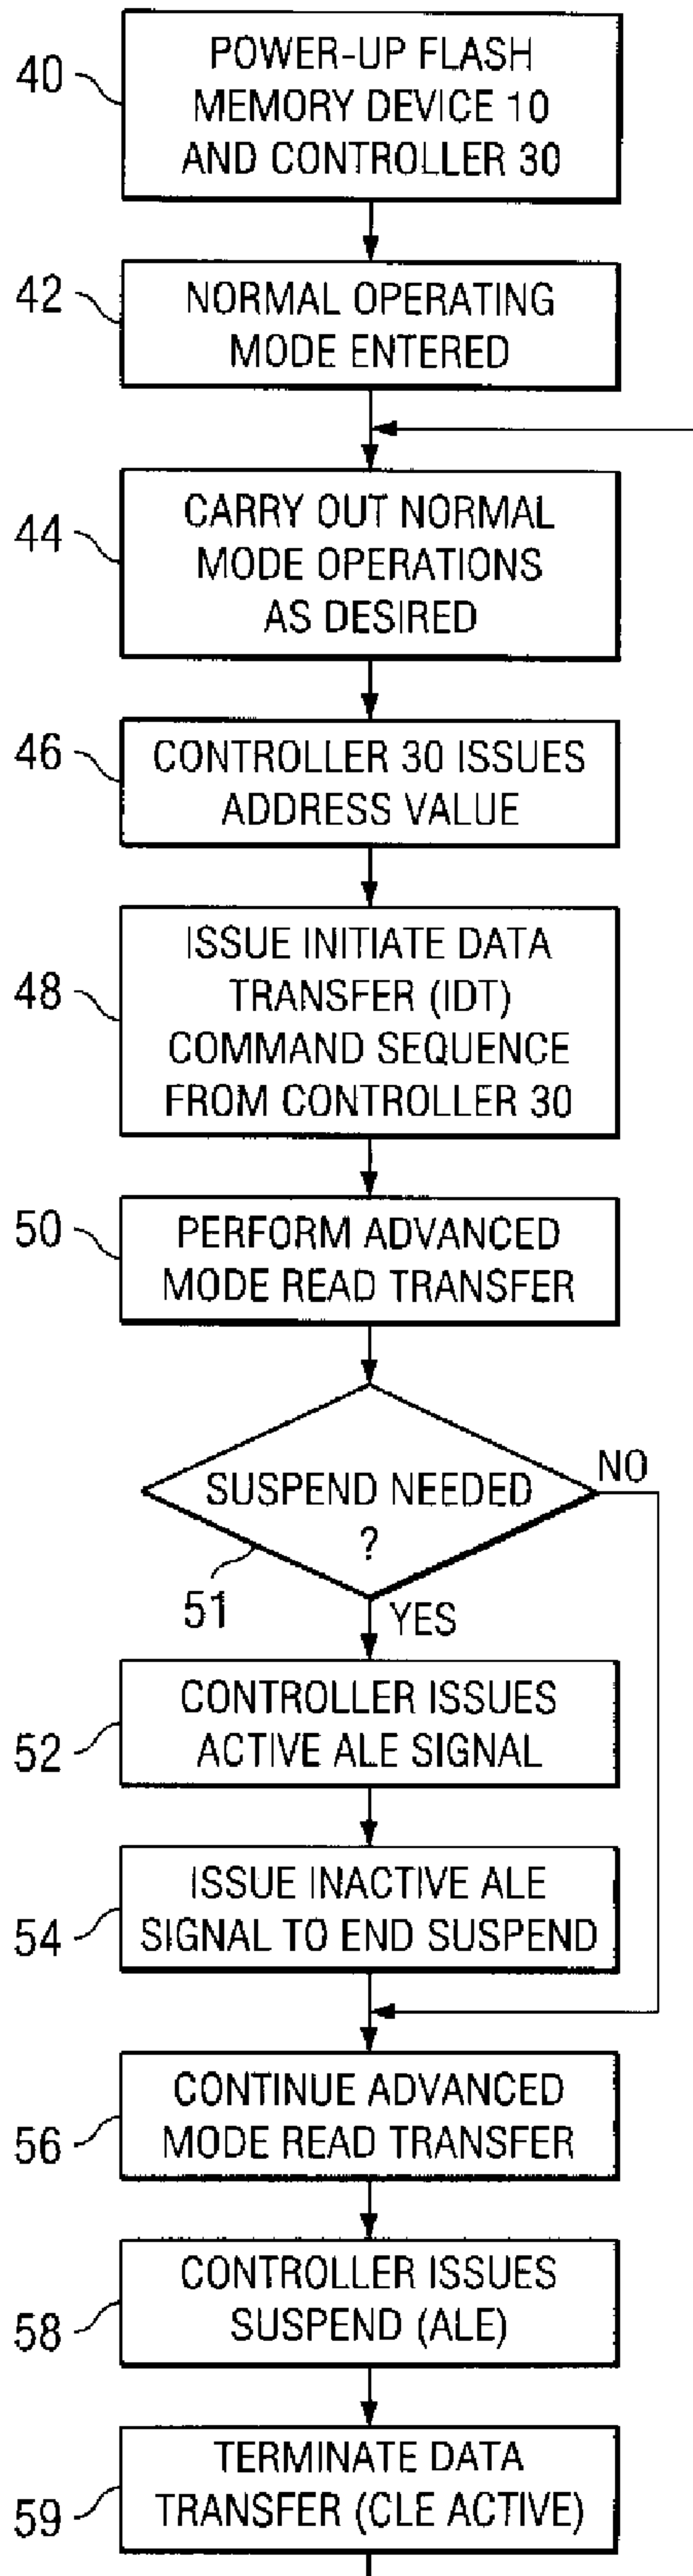 40
POWER-UP FLASH
MEMORY DEVICE 10
AND CONTROLLER 30
42
NORMAL OPERATING
MODE ENTERED
44
CARRY OUT NORMAL
MODE OPERATIONS
AS DESIRED
46
CONTROLLER 30 ISSUES
ADDRESS VALUE
48
ISSUE INITIATE DATA
TRANSFER (IDT)
COMMAND SEQUENCE
FROM CONTROLLER 30
50
PERFORM ADVANCED
MODE READ TRANSFER
SUSPEND NEEDED
?
NO
51
YES
52
CONTROLLER ISSUES
ACTIVE ALE SIGNAL
54
ISSUE INACTIVE ALE
SIGNAL TO END SUSPEND
56
CONTINUE ADVANCED
MODE READ TRANSFER
58
CONTROLLER ISSUES
SUSPEND (ALE)
59
TERMINATE DATA
TRANSFER (CLE ACTIVE)